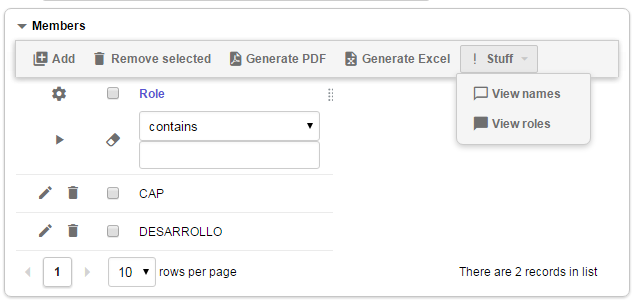 Members
Add Remove selected Generate PDF Generate Excel ! Stuff
View names
View roles
Role
contains
CAP
DESARROLLO
1 10 rows per page There are 2 records in list